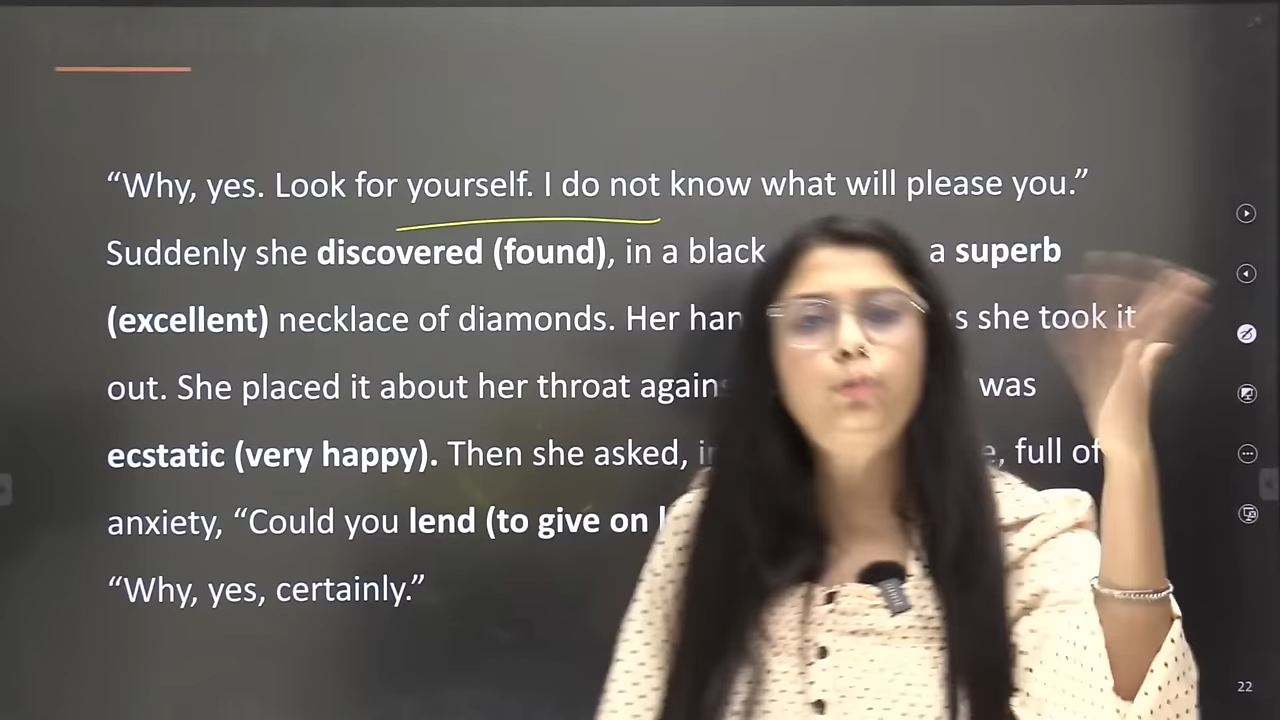 “Why, yes. Look for yourself. I do not know what will please you.”
Suddenly she discovered (found), in a black a superb
(excellent) necklace of diamonds. Her she took it
out. She placed it about her throat was
ecstatic (very happy). Then she asked, full of
anxiety, “Could you lend (to give on
“Why, yes, certainly.”
22